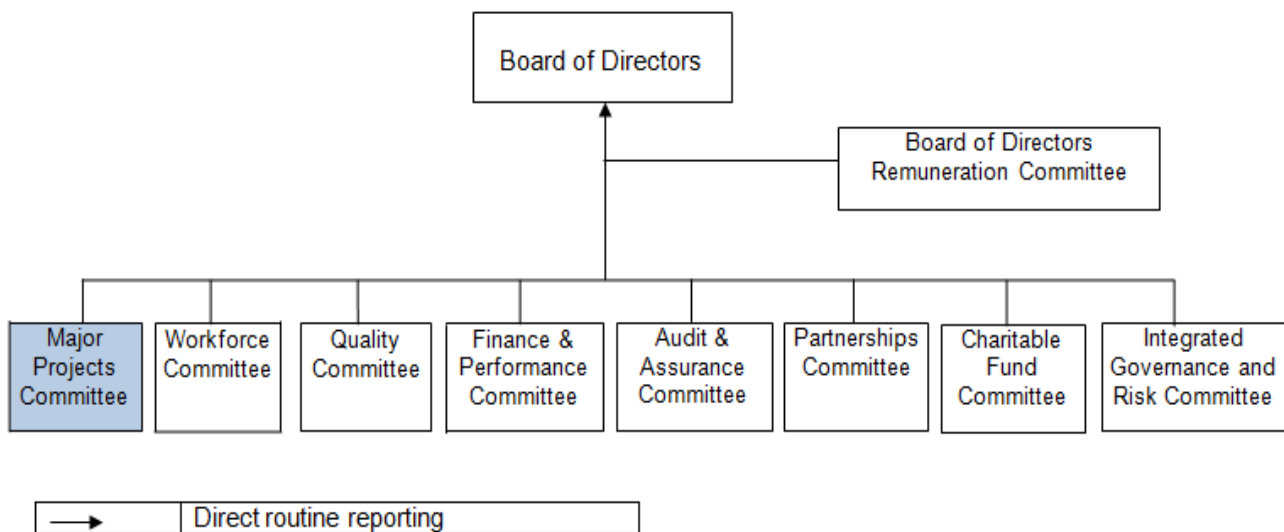 Board of Directors
Board of Directors
Remuneration Committee
Major
Projects
Committee
Workforce
Committee
Quality
Committee
Finance &
Performance
Committee
Audit &
Assurance
Committee
Partnerships
Committee
Charitable
Fund
Committee
Integrated
Governance and
Risk Committee
Direct routine reporting